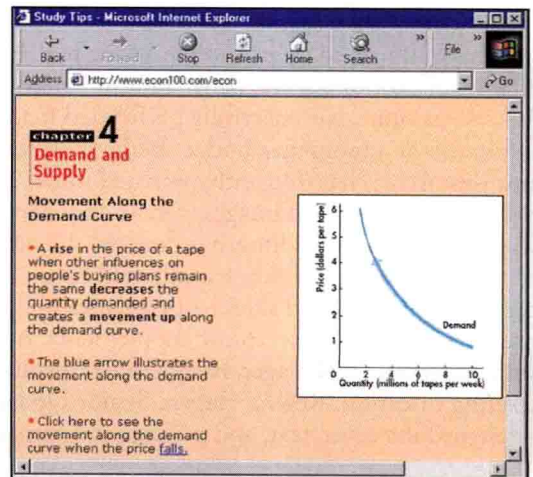 Study Tips - Microsoft Internet Explorer
Back Forward Stop Refresh Home Search » File »
Address http://www.econ100.com/econ Go
chapter 4
Demand and
Supply
Movement Along the
Demand Curve
• A rise in the price of a tape
when other influences on
people's buying plans remain
the same decreases the
quantity demanded and
creates a movement up along
the demand curve.
• The blue arrow illustrates the
movement along the demand
curve.
• Click here to see the
movement along the demand
curve when the price falls.
Price (dollars per tape)
6
5
4
3
2
1
Demand
0 2 4 6 8 10
Quantity (millions of tapes per week)